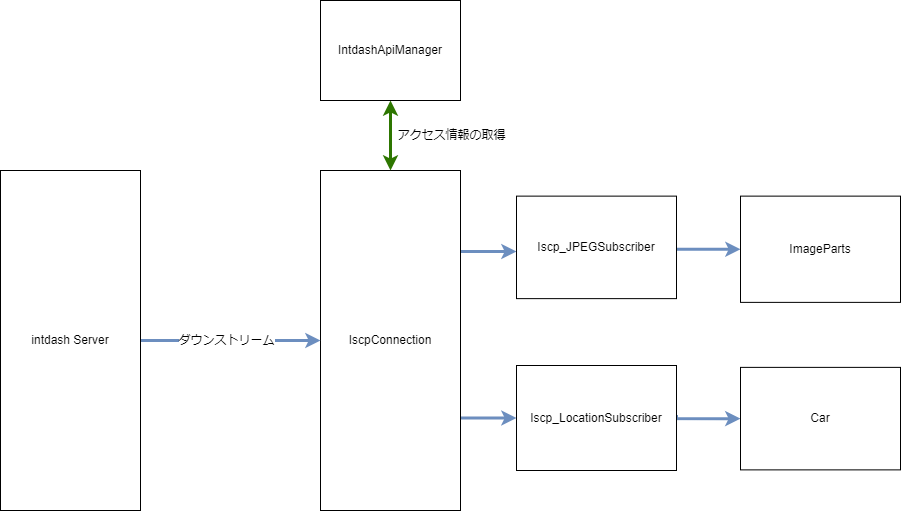 IntdashApiManager
アクセス情報の取得
intdash Server
ダウンストリーム
IscpConnection
Iscp_JPEGSubscriber
ImageParts
Iscp_LocationSubscriber
Car